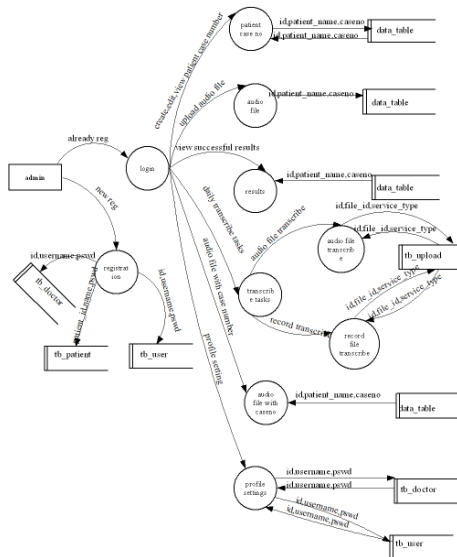 id,patient_name,caseno
patient
case no
id,patient_name,caseno
data_table
create,edit,view patient case number
upload audio file
audio
file
id,patient_name,caseno
data_table
already reg
view successful results
login
admin
results
id,patient_name,caseno
data_table
new reg
daily transcribe tasks
audio file transcribe
id,file_id,service_type
audio file
transcrib
e
id,file_id,service_type
tb_upload
registrat
ion
id,username,pswd
tb_doctor
patient_id,name,pswd
id,username,pswd
transcrib
e tasks
record transcribe
id,file_id,service_type
id,file_id,service_type
record
file
transcribe
tb_patient
tb_user
audio file with case number
profile setting
audio
file with
caseno
id,patient_name,caseno
data_table
profile
settings
id,username,pswd
id,username,pswd
tb_doctor
id,username,pswd
id,username,pswd
tb_user